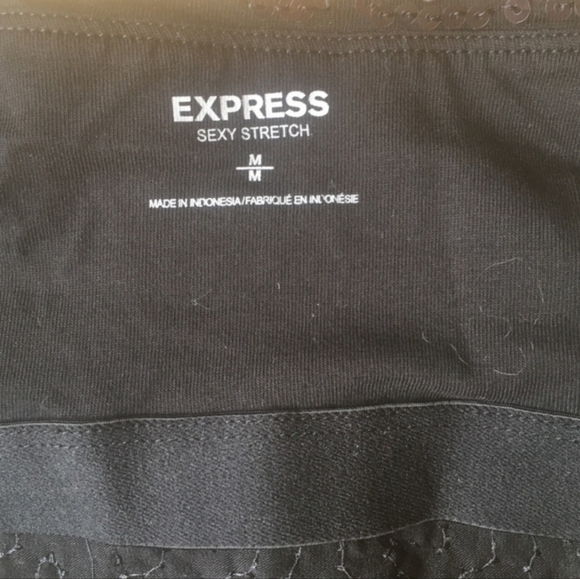 EXPRESS
SEXY STRETCH
M
M
MADE IN INDONESIA/FABRIQUÉ EN INDONÉSIE